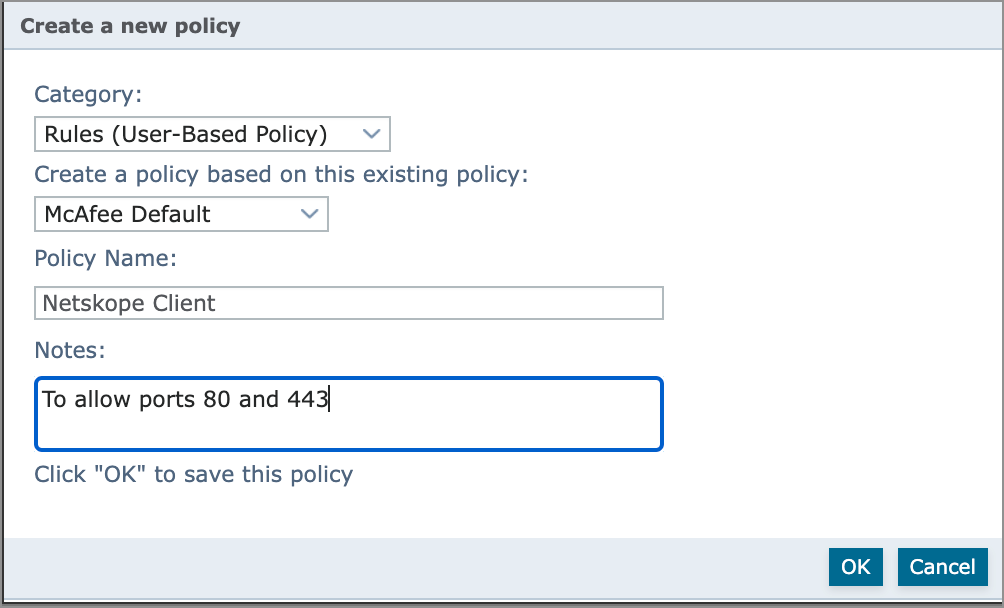 Create a new policy
Category:
Rules (User-Based Policy)
Create a policy based on this existing policy:
McAfee Default
Policy Name:
Netskope Client
Notes:
To allow ports 80 and 443
Click "OK" to save this policy
OK Cancel